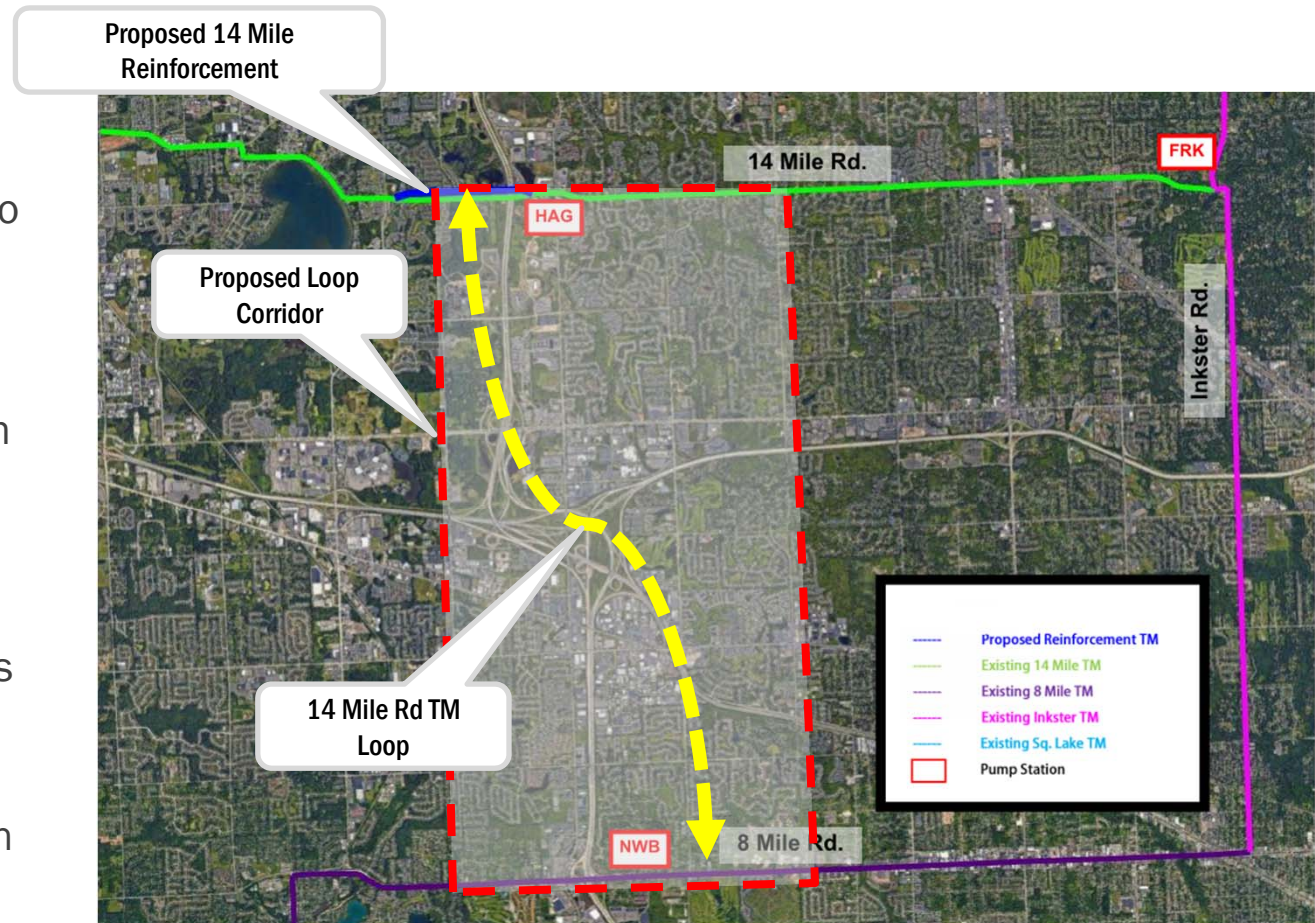 Proposed 14 Mile
Reinforcement
14 Mile Rd.
FRK
HAG
Proposed Loop
Corridor
Inkster Rd.
14 Mile Rd TM
Loop
Proposed Reinforcement TM
Existing 14 Mile TM
Existing 8 Mile TM
Existing Inkster TM
Existing Sq. Lake TM
Pump Station
NWB
8 Mile Rd.